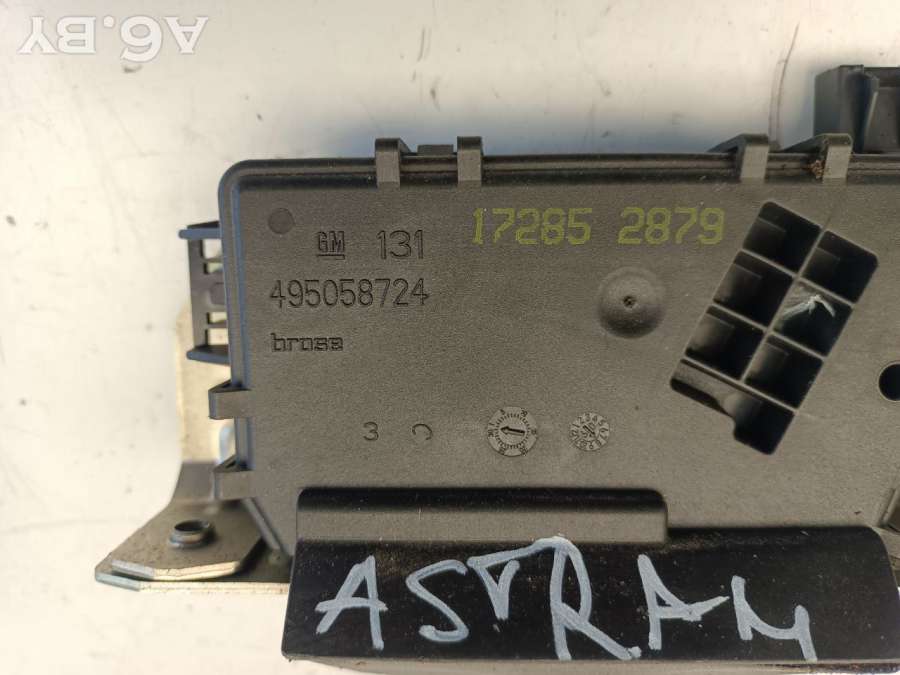 A6.BY
GM 131 17285 2879
495058724
brose
3 C
ASTRA H